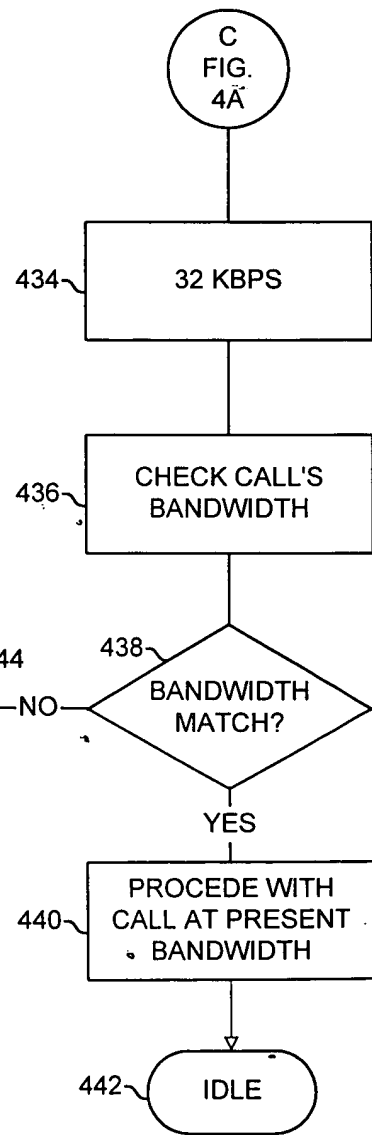 C
FIG.
4A
434
32 KBPS
436
CHECK CALL'S
BANDWIDTH
44
438
BANDWIDTH
MATCH?
NO
YES
440
PROCEDE WITH
CALL AT PRESENT
BANDWIDTH
442
IDLE